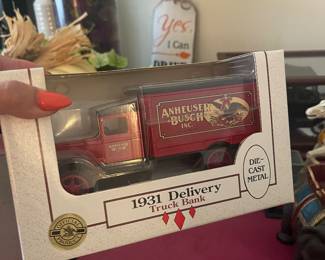 Yes,
I Can
ANHEUSER
BUSCH
INC.
DIE-
CAST
METAL
1931 Delivery
Truck Bank